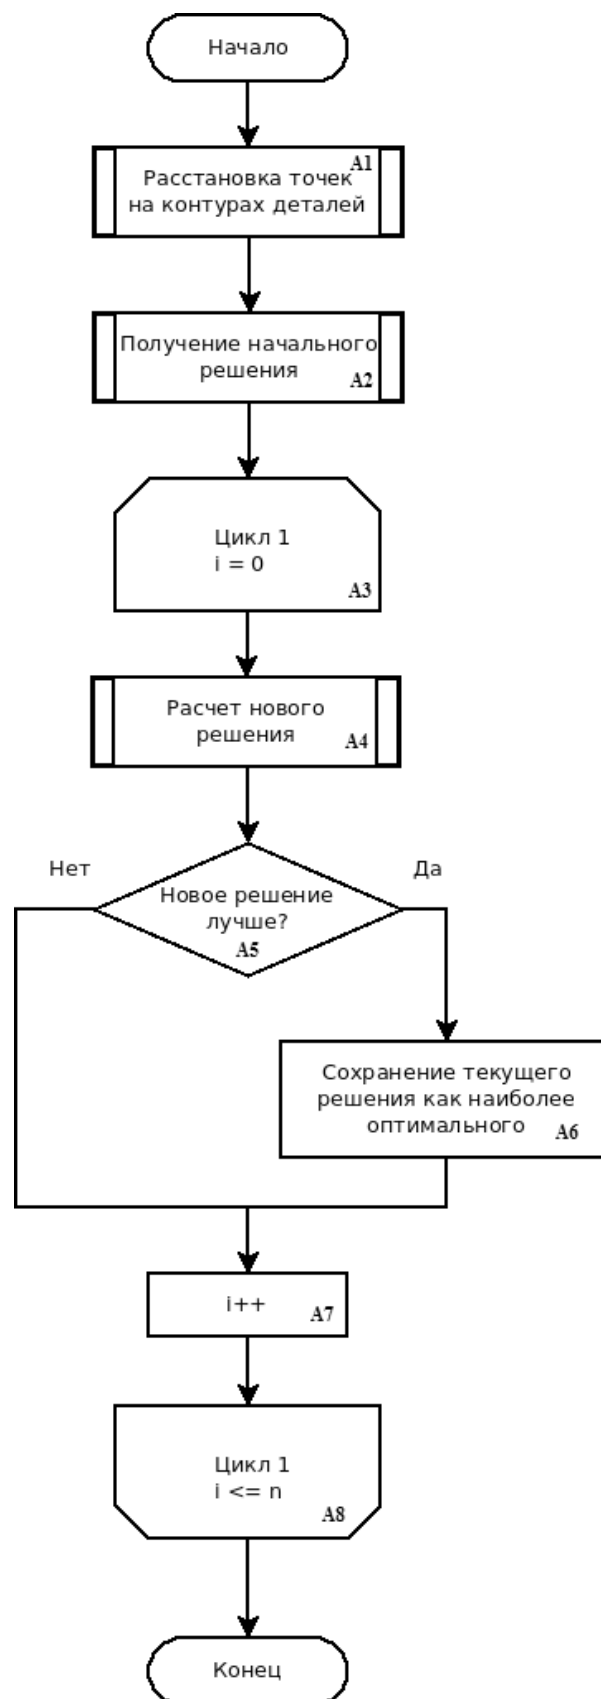 Начало
A1
Расстановка точек
на контурах деталей
Получение начального
решения
A2
Цикл 1
i = 0
A3
Расчет нового
решения
A4
Нет
Да
Новое решение
лучше?
A5
Сохранение текущего
решения как наиболее
оптимального
A6
i++
A7
Цикл 1
i <= n
A8
Конец